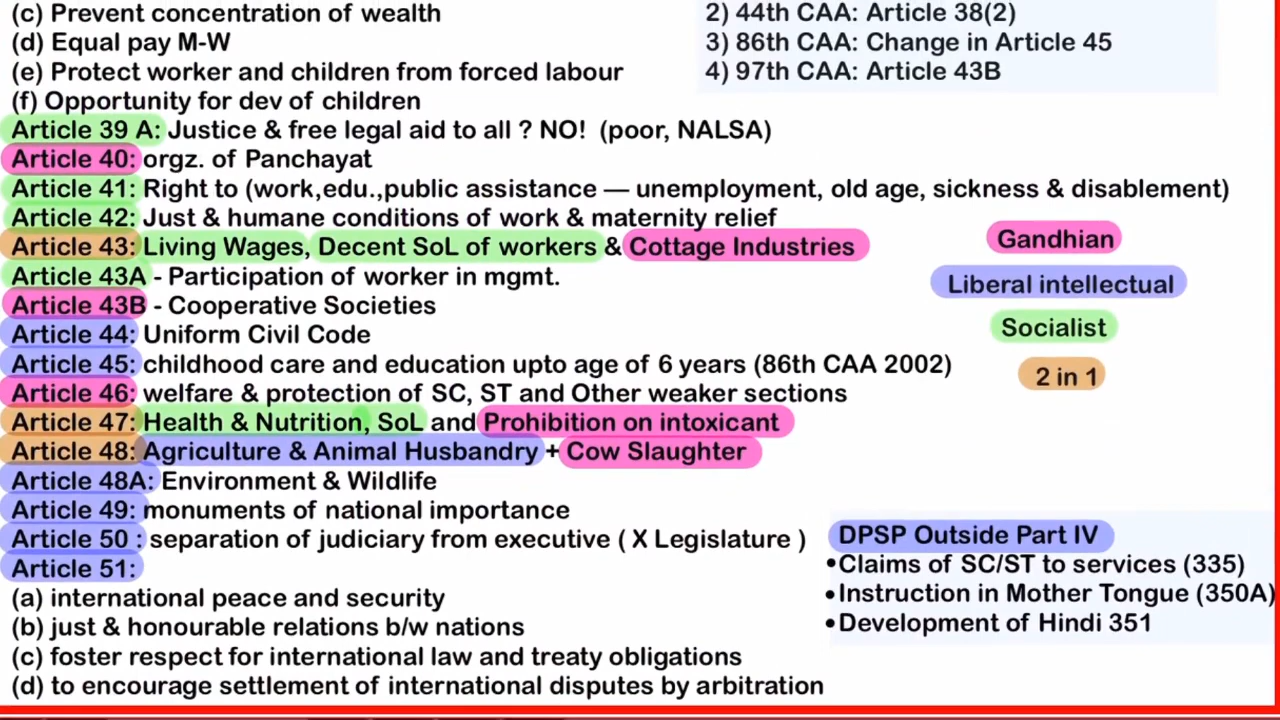 (c) Prevent concentration of wealth
(d) Equal pay M-W
(e) Protect worker and children from forced labour
(f) Opportunity for dev of children
2) 44th CAA: Article 38(2)
3) 86th CAA: Change in Article 45
4) 97th CAA: Article 43B
Article 39 A: Justice & free legal aid to all ? NO! (poor, NALSA)
Article 40: orgz. of Panchayat
Article 41: Right to (work,edu.,public assistance — unemployment, old age, sickness & disablement)
Article 42: Just & humane conditions of work & maternity relief
Article 43: Living Wages, Decent SoL of workers & Cottage Industries
Article 43A - Participation of worker in mgmt.
Article 43B - Cooperative Societies
Article 44: Uniform Civil Code
Article 45: childhood care and education upto age of 6 years (86th CAA 2002)
Article 46: welfare & protection of SC, ST and Other weaker sections
Article 47: Health & Nutrition, SoL and Prohibition on intoxicant
Article 48: Agriculture & Animal Husbandry + Cow Slaughter
Article 48A: Environment & Wildlife
Article 49: monuments of national importance
Article 50 : separation of judiciary from executive ( X Legislature )
Article 51:
(a) international peace and security
(b) just & honourable relations b/w nations
(c) foster respect for international law and treaty obligations
(d) to encourage settlement of international disputes by arbitration
Gandhian
Liberal intellectual
Socialist
2 in 1
DPSP Outside Part IV
•Claims of SC/ST to services (335)
•Instruction in Mother Tongue (350A)
•Development of Hindi 351